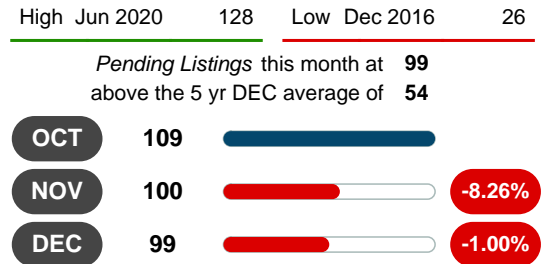 High Jun 2020 128 Low Dec 2016 26
Pending Listings this month at 99
above the 5 yr DEC average of 54
OCT 109
NOV 100 -8.26%
DEC 99 -1.00%